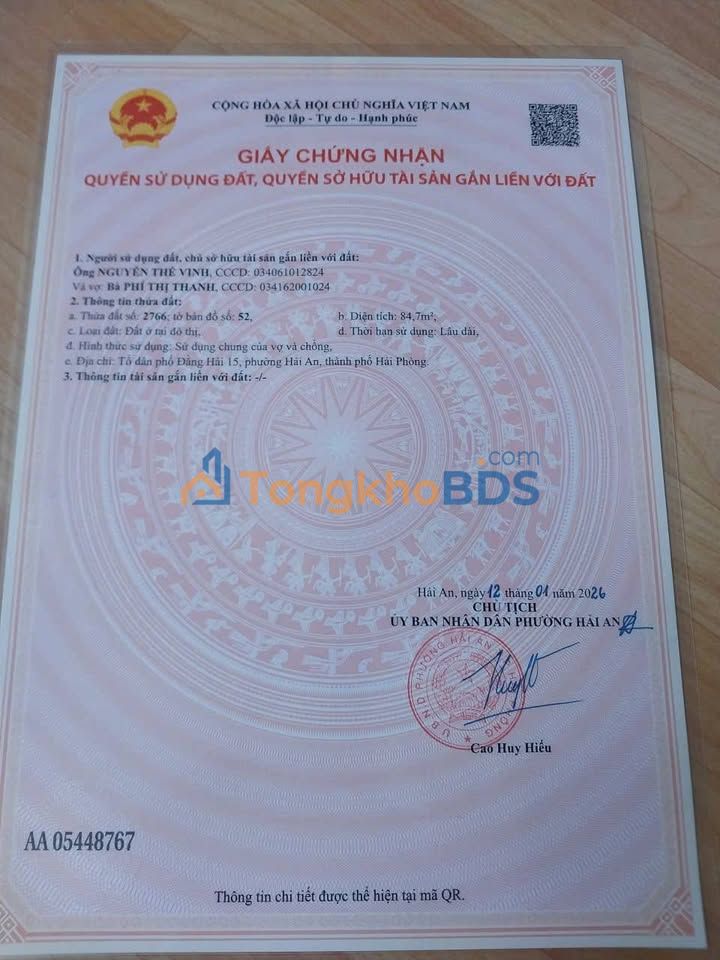 CỘNG HÒA XÃ HỘI CHỦ NGHĨA VIỆT NAM
Độc lập - Tự do - Hạnh phúc
GIẤY CHỨNG NHẬN
QUYỀN SỬ DỤNG ĐẤT, QUYỀN SỞ HỮU TÀI SẢN GẮN LIỀN VỚI ĐẤT
1. Người sử dụng đất, chủ sở hữu tài sản gắn liền với đất:
Ông NGUYỄN THẾ VINH, CCCD: 034061012824
Và vợ: Bà PHÍ THỊ THANH, CCCD: 034162001024
2. Thông tin thửa đất:
a. Thửa đất số: 2766; tờ bản đồ số: 52, b. Diện tích: 84,7m²,
c. Loại đất: Đất ở tại đô thị, d. Thời hạn sử dụng: Lâu dài,
đ. Hình thức sử dụng: Sử dụng chung của vợ và chồng,
e. Địa chỉ: Tổ dân phố Đằng Hải 15, phường Hải An, thành phố Hải Phòng.
3. Thông tin tài sản gắn liền với đất: -/-
TongkhoBDS.com
Hải An, ngày 12 tháng 01 năm 2026
CHỦ TỊCH
ỦY BAN NHÂN DÂN PHƯỜNG HẢI AN
U.B.N.D PHƯỜNG HẢI AN
Cao Huy Hiếu
AA 05448767
Thông tin chi tiết được thể hiện tại mã QR.